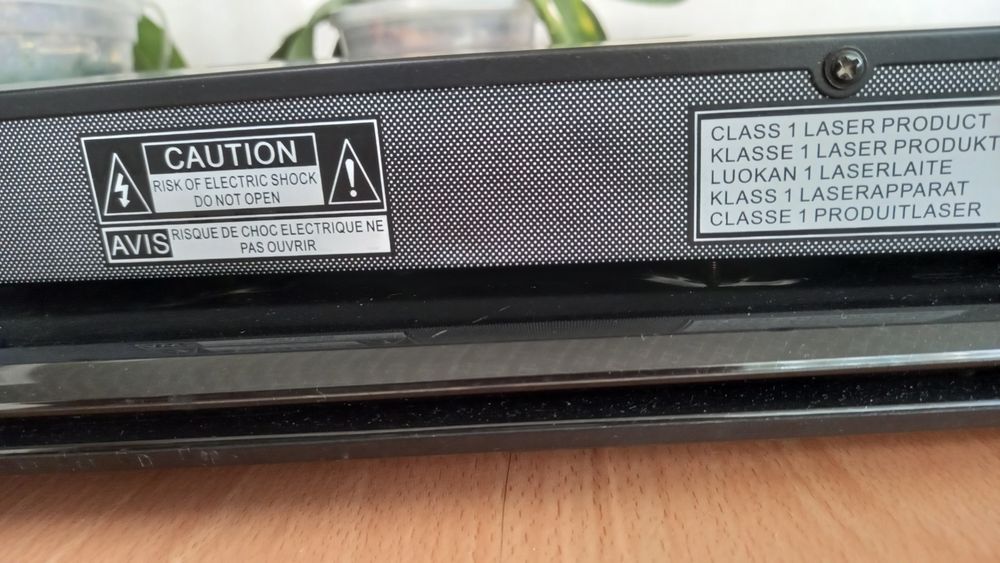 CAUTION
RISK OF ELECTRIC SHOCK
DO NOT OPEN
AVIS
RISQUE DE CHOC ELECTRIQUE NE
PAS OUVRIR
CLASS 1 LASER PRODUCT
KLASSE 1 LASER PRODUKT
LUOKAN 1 LASERLAITE
KLASS 1 LASERAPPARAT
CLASSE 1 PRODUITLASER